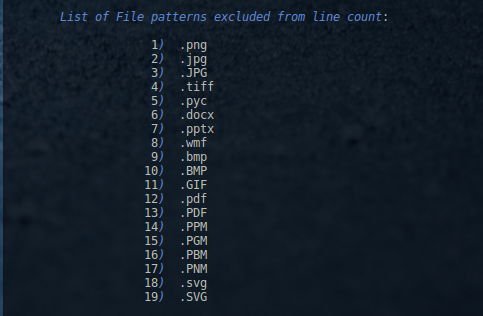 List of File patterns excluded from line count:
1) .png
2) .jpg
3) .JPG
4) .tiff
5) .pyc
6) .docx
7) .pptx
8) .wmf
9) .bmp
10) .BMP
11) .GIF
12) .pdf
13) .PDF
14) .PPM
15) .PGM
16) .PBM
17) .PNM
18) .svg
19) .SVG